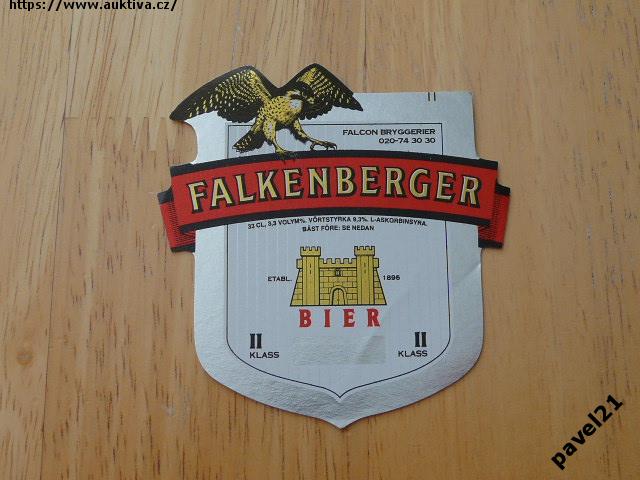 https://www.auktiva.cz/
FALCON BRYGGERIER
020-74 30 30
FALKENBERGER
33 CL, 3,3 VOLYM%. VÖRTSTYRKA 9,3%. L-ASKORBINSYRA.
BÄST FÖRE: SE NEDAN
ETABL. 1896
BIER
II KLASS
II KLASS
pavel21